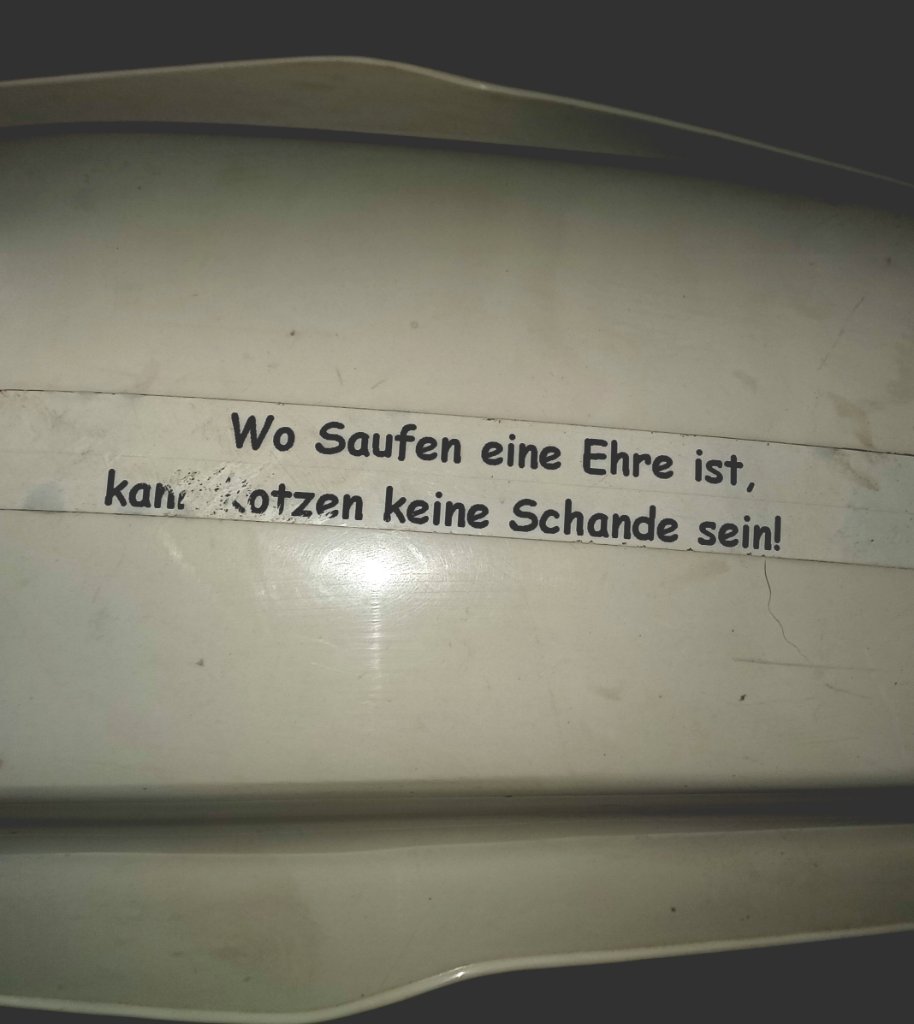 Wo Saufen eine Ehre ist,
keine Schande sein!